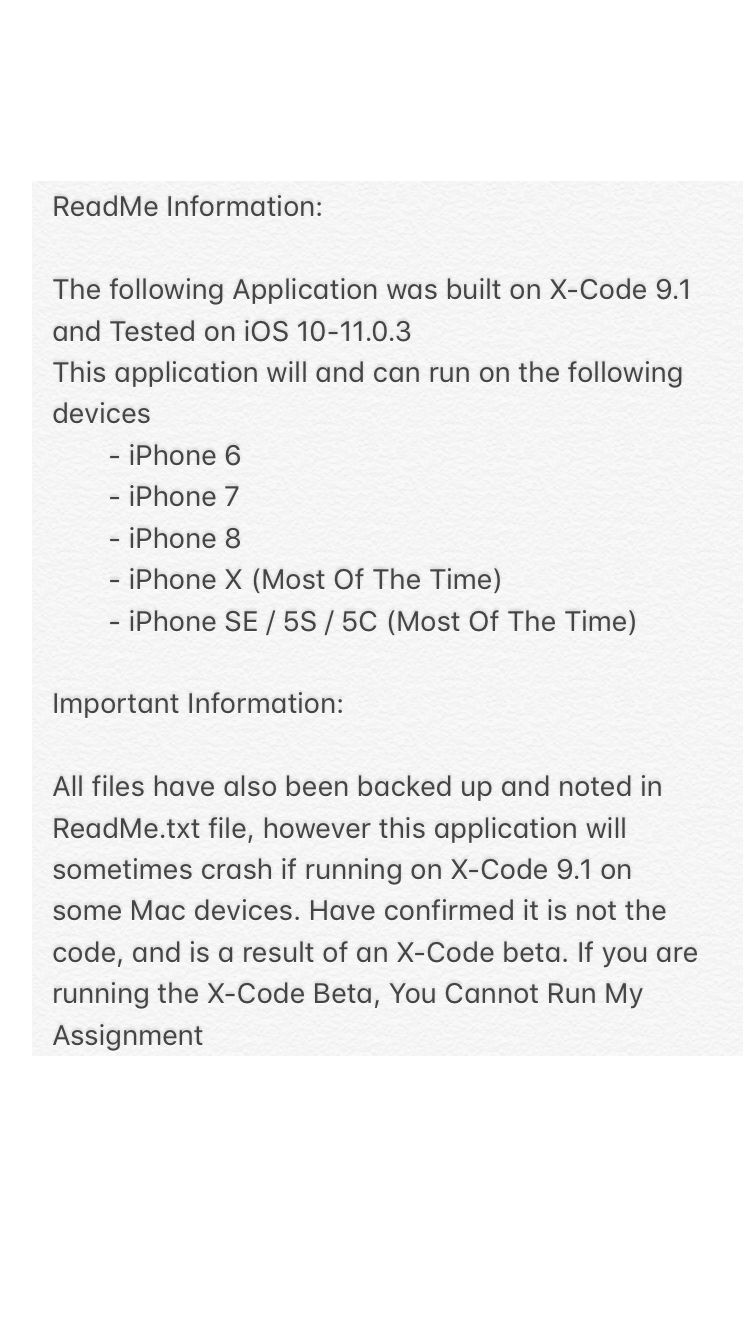 ReadMe Information:
The following Application was built on X-Code 9.1
and Tested on iOS 10-11.0.3
This application will and can run on the following
devices
- iPhone 6
- iPhone 7
- iPhone 8
- iPhone X (Most Of The Time)
- iPhone SE / 5S / 5C (Most Of The Time)
Important Information:
All files have also been backed up and noted in
ReadMe.txt file, however this application will
sometimes crash if running on X-Code 9.1 on
some Mac devices. Have confirmed it is not the
code, and is a result of an X-Code beta. If you are
running the X-Code Beta, You Cannot Run My
Assignment